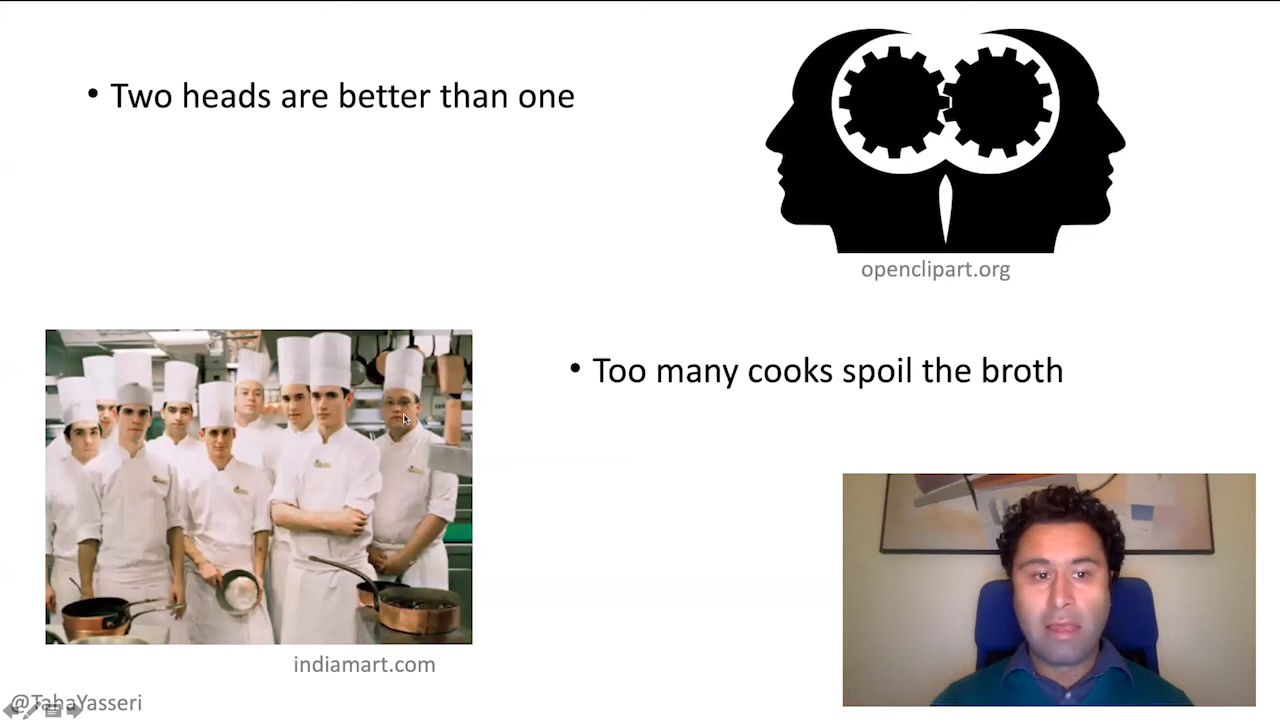 • Two heads are better than one
openclipart.org
• Too many cooks spoil the broth
indiamart.com
@TahaYasseri